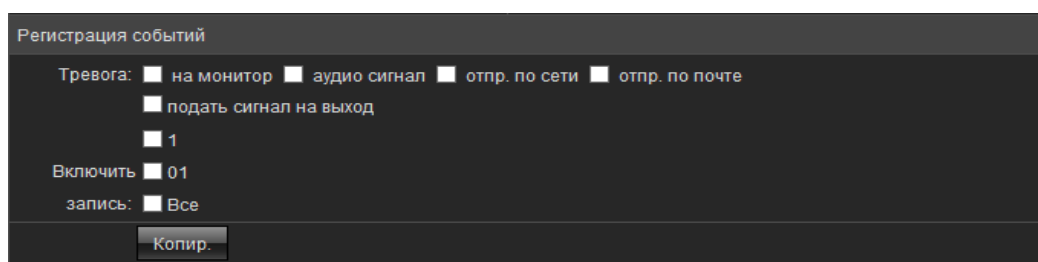 Регистрация событий
Тревога: на монитор аудио сигнал отпр. по сети отпр. по почте
подать сигнал на выход
1
Включить 01
запись: Все
Копир.